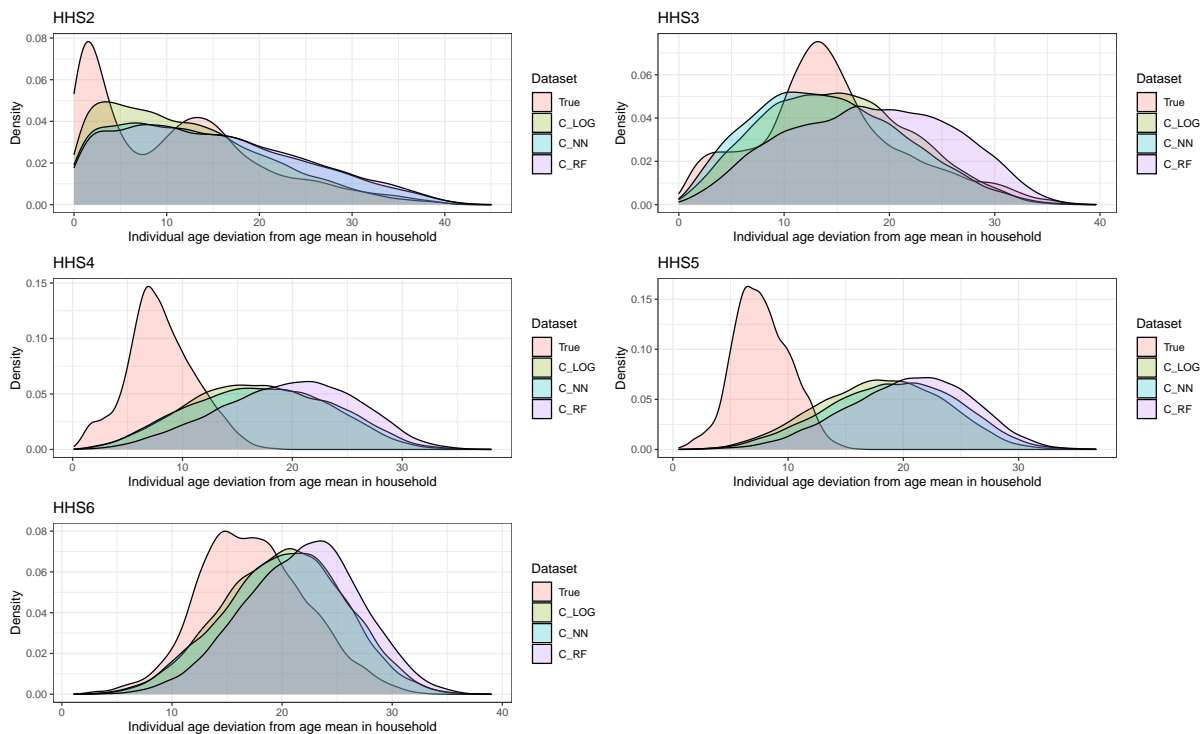 HHS2
0.08
0.06
0.04
0.02
0.00
Density
0 10 20 30 40
Individual age deviation from age mean in household
Dataset
True
C_LOG
C_NN
C_RF
HHS3
0.06
0.04
0.02
0.00
Density
0 10 20 30 40
Individual age deviation from age mean in household
Dataset
True
C_LOG
C_NN
C_RF
HHS4
0.15
0.10
0.05
0.00
Density
0 10 20 30
Individual age deviation from age mean in household
Dataset
True
C_LOG
C_NN
C_RF
HHS5
0.15
0.10
0.05
0.00
Density
0 10 20 30
Individual age deviation from age mean in household
Dataset
True
C_LOG
C_NN
C_RF
HHS6
0.08
0.06
0.04
0.02
0.00
Density
0 10 20 30 40
Individual age deviation from age mean in household
Dataset
True
C_LOG
C_NN
C_RF